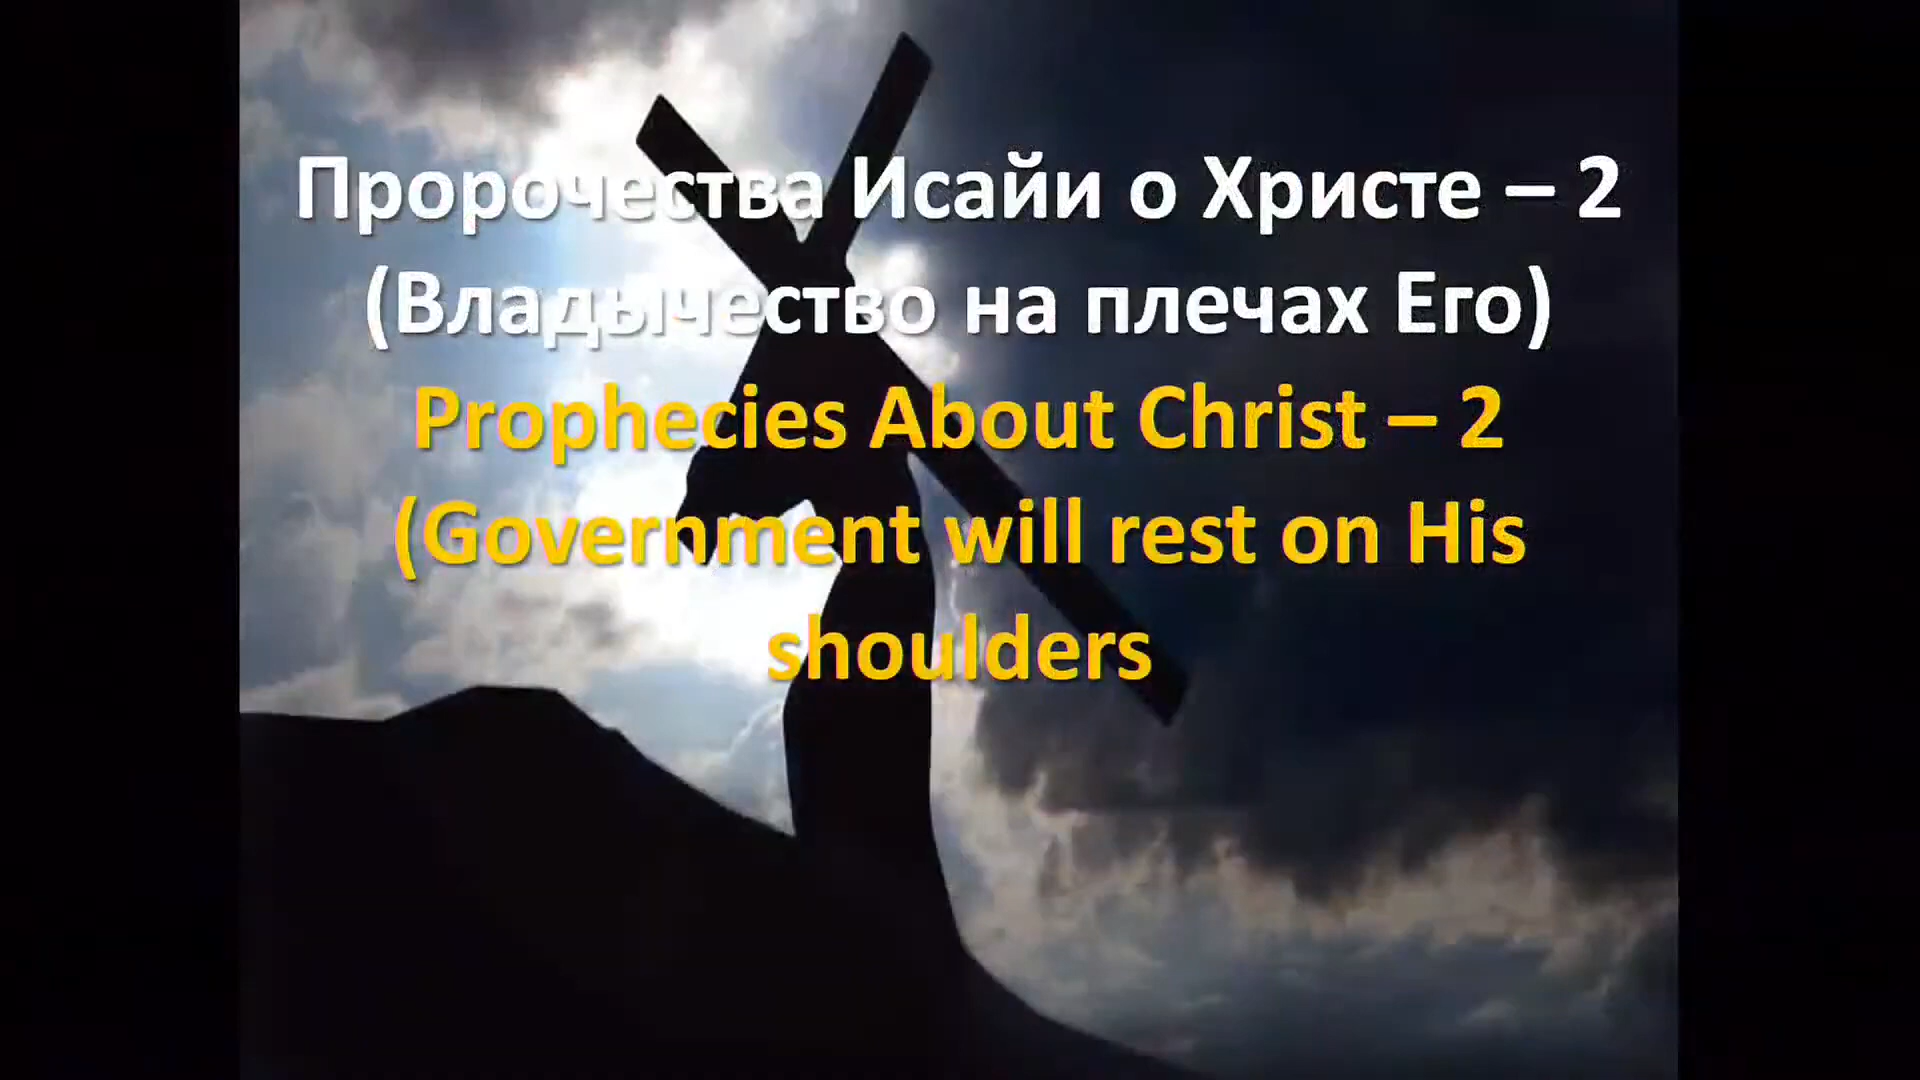 Пророчества Исайи о Христе – 2
(Владычество на плечах Его)
Prophecies About Christ – 2
(Government will rest on His
shoulders